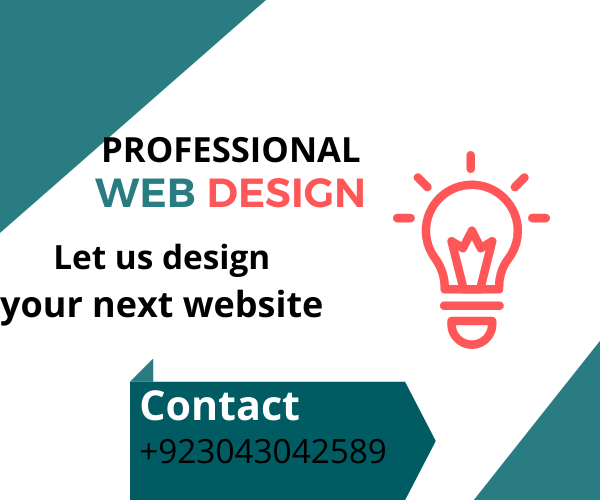 PROFESSIONAL
WEB DESIGN
Let us design
your next website
Contact
+923043042589